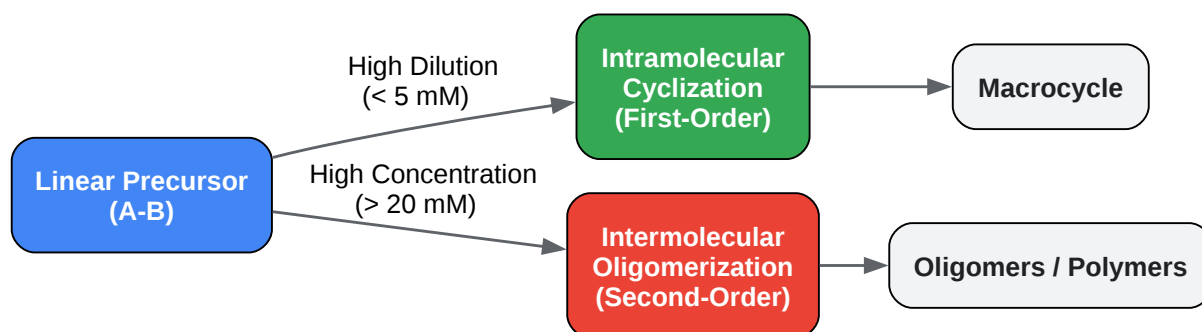 Linear Precursor
(A-B)
High Dilution
(< 5 mM)
Intramolecular
Cyclization
(First-Order)
Macrocycle
High Concentration
(> 20 mM)
Intermolecular
Oligomerization
(Second-Order)
Oligomers / Polymers